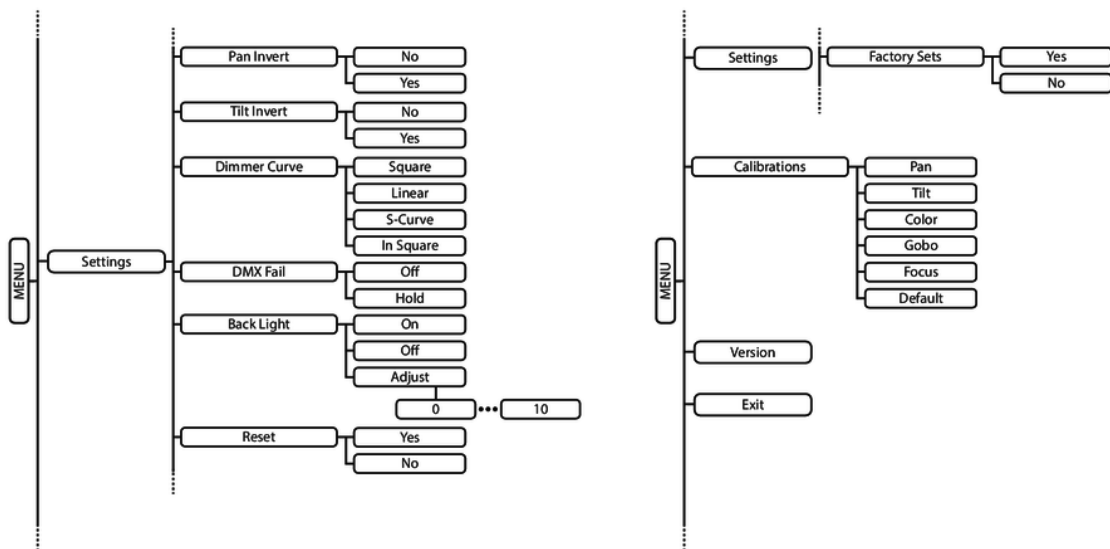 MENU
Settings
Pan Invert
No
Yes
Tilt Invert
No
Yes
Dimmer Curve
Square
Linear
S-Curve
In Square
DMX Fail
Off
Hold
Back Light
On
Off
Adjust
0 ••• 10
Reset
Yes
No
MENU
Settings
Factory Sets
Yes
No
Calibrations
Pan
Tilt
Color
Gobo
Focus
Default
Version
Exit